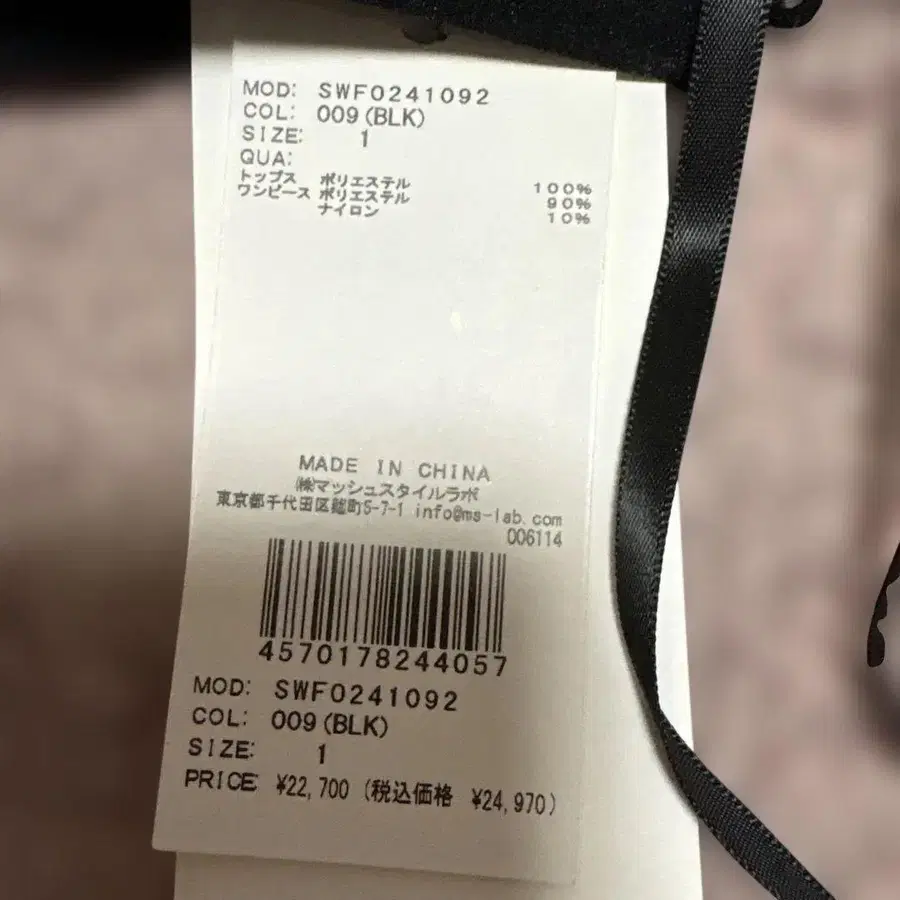 MOD: SWF0241092
COL: 009(BLK)
SIZE: 1
QUA:
トップス ポリエステル 100%
ワンピース ポリエステル 90%
ナイロン 10%
MADE IN CHINA
㈱マッシュスタイルラボ
東京都千代田区麹町5-7-1 info@ms-lab.com
006114
4570178244057
MOD: SWF0241092
COL: 009(BLK)
SIZE: 1
PRICE: ¥22,700 (税込価格 ¥24,970)